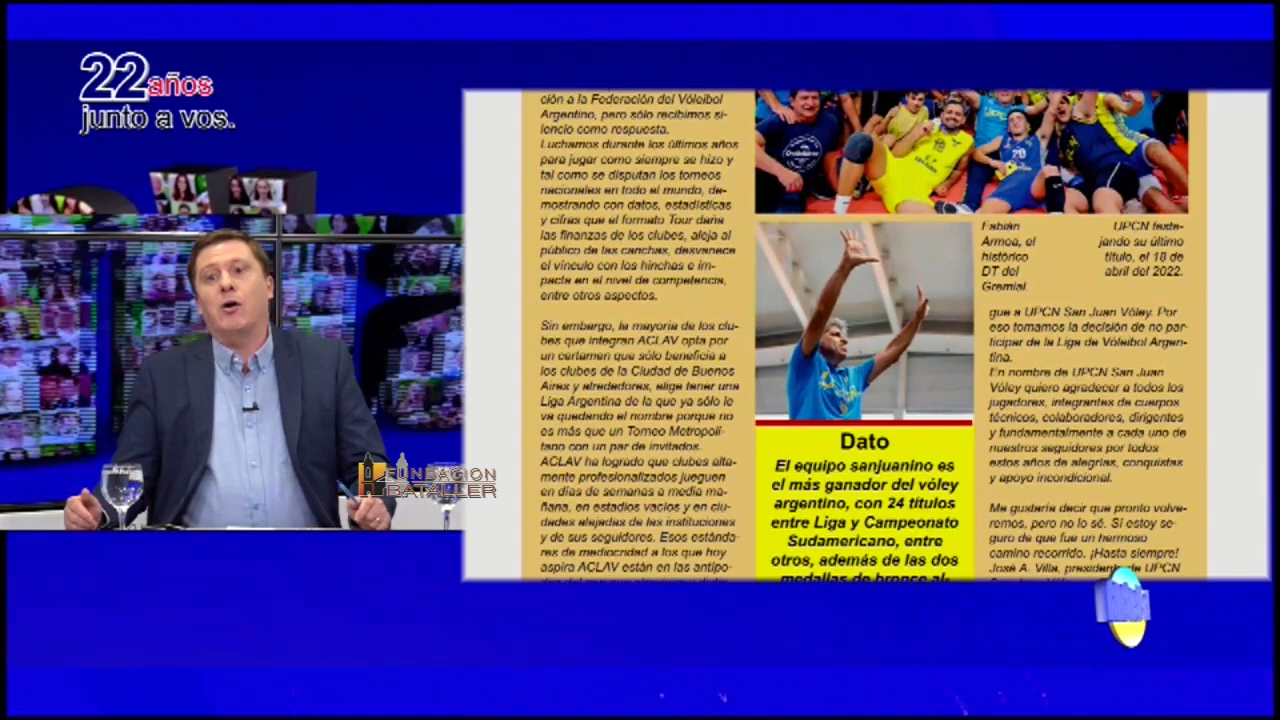 22 años
junto a vos.
FUNDACION
BATALLER
ción a la Federación del Vóleibol
Argentino, pero sólo recibimos si-
lencio como respuesta.
Luchamos durante los últimos años
para jugar como siempre se hizo y
tal como se disputan los torneos
nacionales en todo el mundo, de-
mostrando con datos, estadísticas
y cifras que el formato Tour daña
las finanzas de los clubes, aleja al
público de las canchas, desvanece
el vínculo con los hinchas e im-
pacta en el nivel de competencia,
entre otros aspectos.
Sin embargo, la mayoría de los clu-
bes que integran ACLAV opta por
un certamen que sólo beneficia a
los clubes de la Ciudad de Buenos
Aires y alrededores, elige tener una
Liga Argentina de la que ya sólo le
va quedando el nombre porque no
es más que un Torneo Metropoli-
tano con un par de invitados.
ACLAV ha logrado que clubes alta-
mente profesionalizados jueguen
en días de semanas a media ma-
ñana, en estadios vacíos y en ciu-
dades alejadas de las instituciones
y de sus seguidores. Esos estánda-
res de mediocridad a los que hoy
aspira ACLAV están en las antípo-
Fabián
Armoa, el
histórico
DT del
Gremial.
UPCN feste-
jando su último
título, el 18 de
abril del 2022.
Dato
El equipo sanjuanino es
el más ganador del vóley
argentino, con 24 títulos
entre Liga y Campeonato
Sudamericano, entre
otros, además de las dos
medallas de bronce al-
gue a UPCN San Juan Vóley. Por
eso tomamos la decisión de no par-
ticipar de la Liga de Vóleibol Argen-
tina.
En nombre de UPCN San Juan
Vóley quiero agradecer a todos los
jugadores, integrantes de cuerpos
técnicos, colaboradores, dirigentes
y fundamentalmente a cada uno de
nuestros seguidores por todos
estos años de alegrías, conquistas
y apoyo incondicional.
Me gustaría decir que pronto volve-
remos, pero no lo sé. Sí estoy se-
guro de que fue un hermoso
camino recorrido. ¡Hasta siempre!
José A. Villa, presidente de UPCN